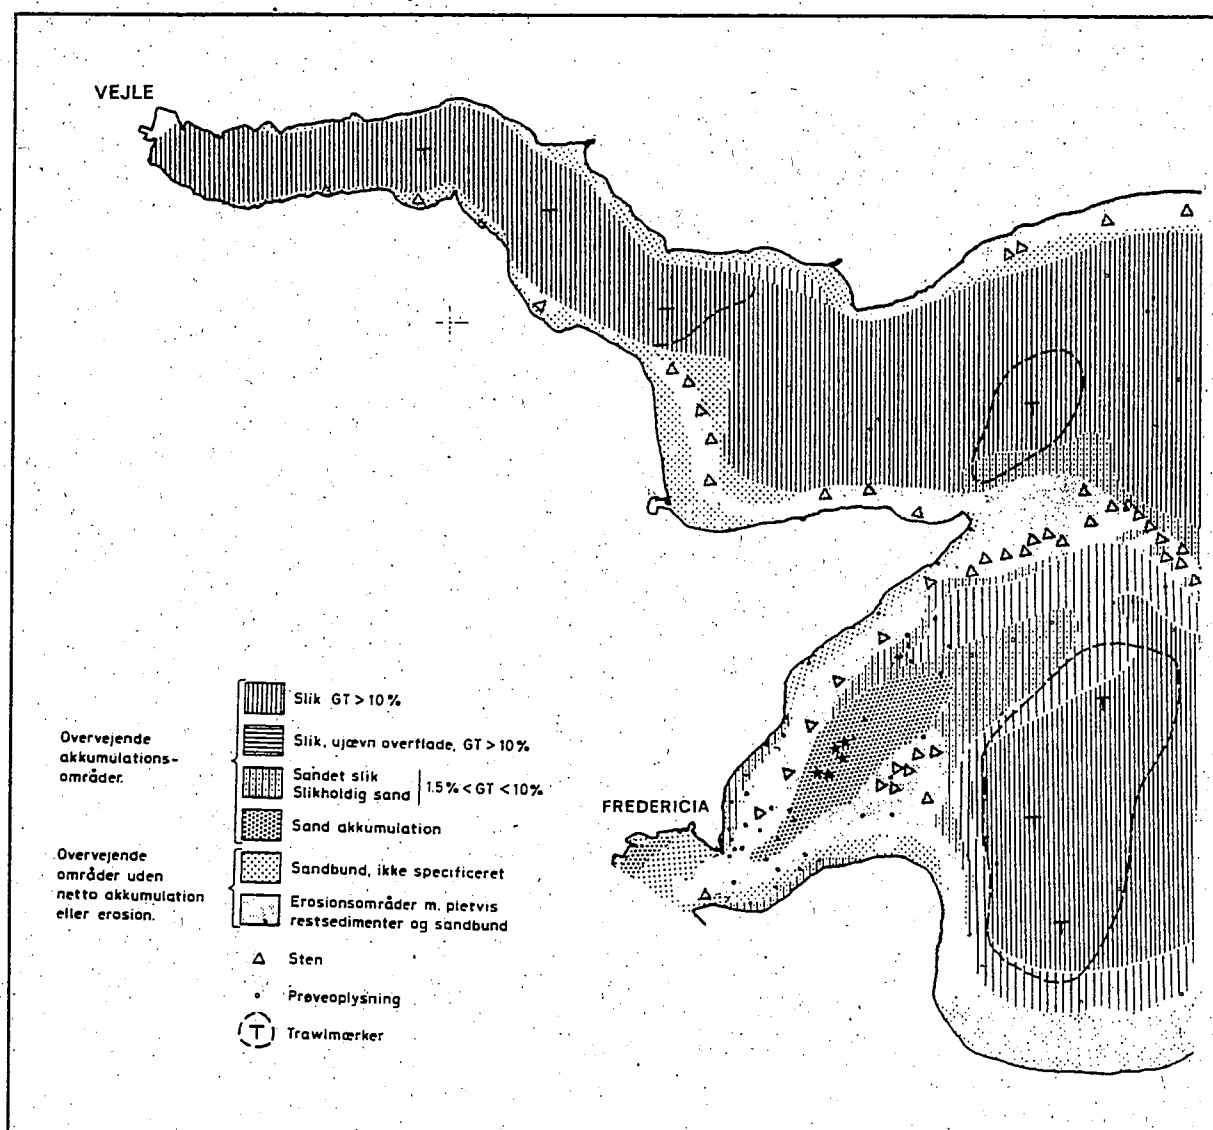 VEJLE
FREDERICIA
Overvejende
akkumulations-
områder.
Slik GT > 10%
Slik, ujævn overflade, GT > 10%
Sandet slik
Slikholdig sand
1.5% < GT < 10%
Sand akkumulation
Overvejende
områder uden
netto akkumulation
eller erosion.
Sandbund, ikke specificeret
Erosionsområder m. pletvis
restsedimenter og sandbund
Sten
Prøveoplysning
T
Trawlmærker
T
T
T
T
T
T
T